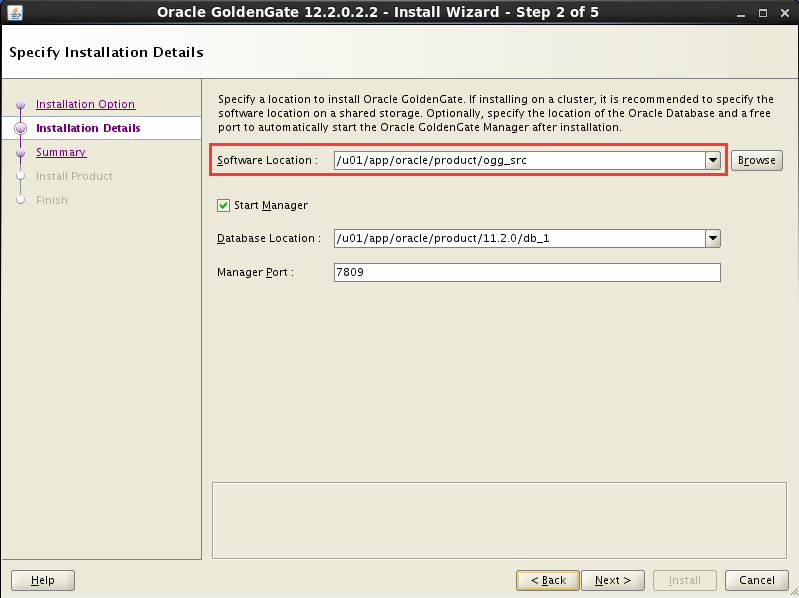 Oracle GoldenGate 12.2.0.2.2 - Install Wizard - Step 2 of 5
Specify Installation Details
Installation Option
Installation Details
Summary
Install Product
Finish
Specify a location to install Oracle GoldenGate. If installing on a cluster, it is recommended to specify the
software location on a shared storage. Optionally, specify the location of the Oracle Database and a free
port to automatically start the Oracle GoldenGate Manager after installation.
Software Location : /u01/app/oracle/product/ogg_src Browse
Start Manager
Database Location : /u01/app/oracle/product/11.2.0/db_1
Manager Port : 7809
Help < Back Next > Install Cancel